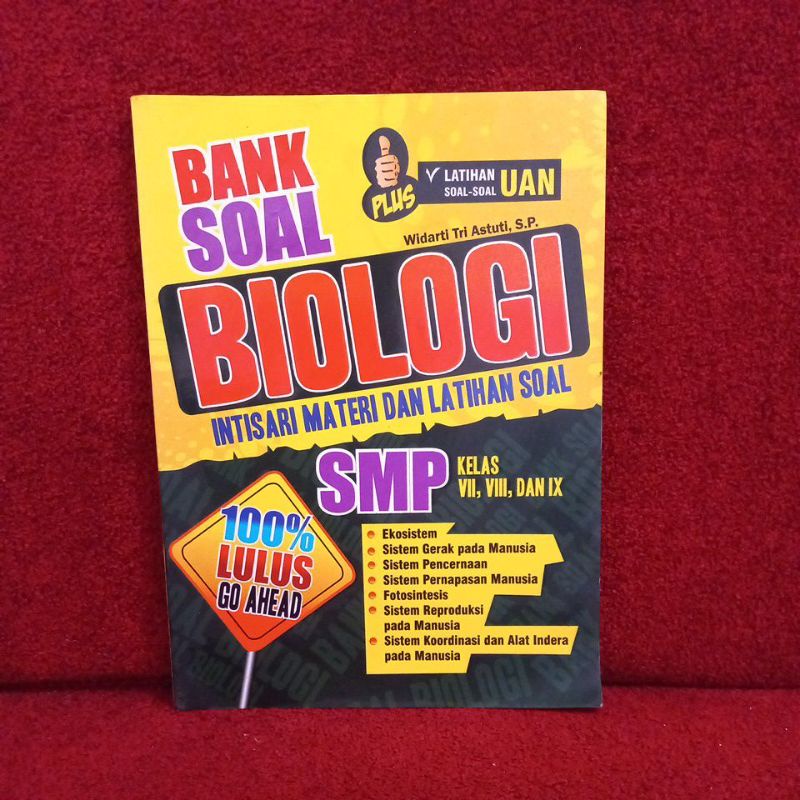 BANK
SOAL
PLUS
LATIHAN
SOAL-SOAL
UAN
Widarti Tri Astuti, S.P.
BIOLOGI
INTISARI MATERI DAN LATIHAN SOAL
SMP
KELAS
VII, VIII, DAN IX
100%
LULUS
GO AHEAD
Ekosistem
Sistem Gerak pada Manusia
Sistem Pencernaan
Sistem Pernapasan Manusia
Fotosintesis
Sistem Reproduksi
pada Manusia
Sistem Koordinasi dan Alat Indera
pada Manusia